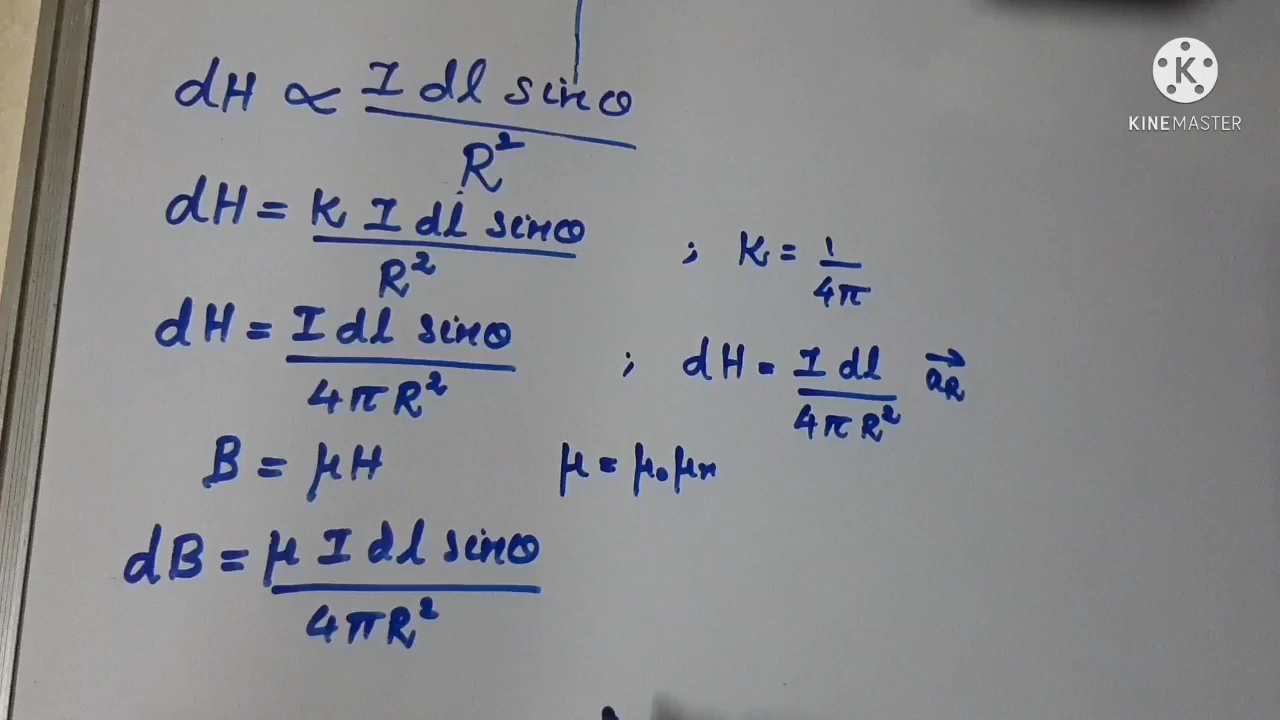 K
KINEMASTER
dH ∝ I dl sinθ / R²
dH = K I dl sinθ / R² ; K = 1 / 4π
dH = I dl sinθ / 4πR² ; dH = I dl / 4πR² a⃗R
B = μH μ = μ₀μr
dB = μ I dl sinθ / 4πR²